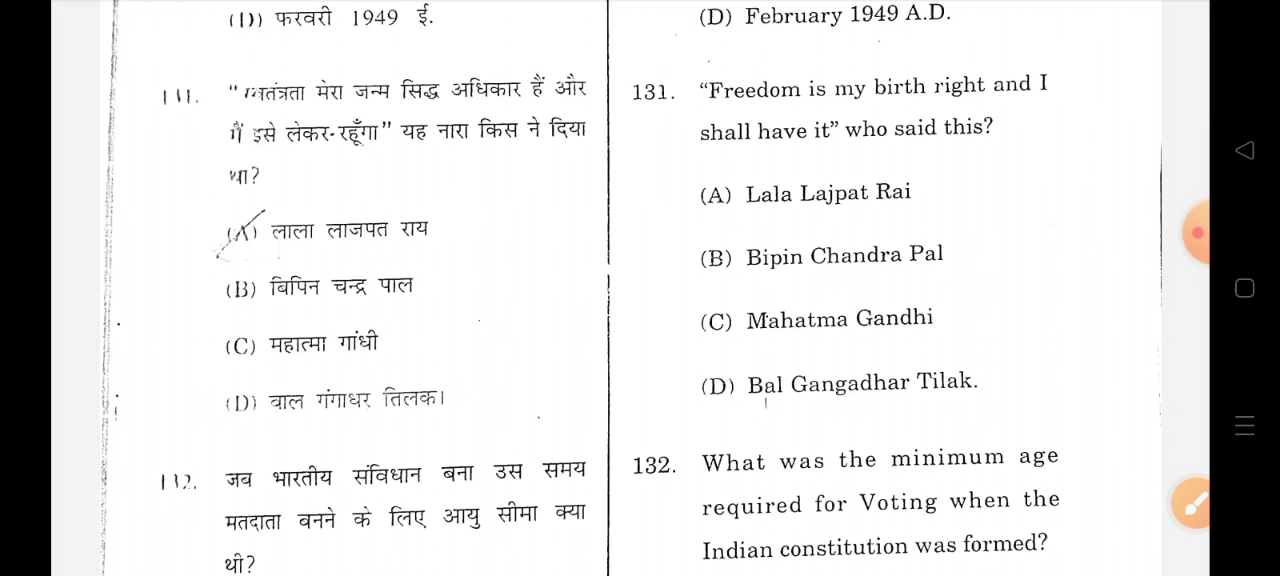 (D) फरवरी 1949 ई.
131. "स्वतंत्रता मेरा जन्म सिद्ध अधिकार हैं और
मैं इसे लेकर-रहूँगा" यह नारा किस ने दिया
था?
(A) लाला लाजपत राय
(B) बिपिन चन्द्र पाल
(C) महात्मा गांधी
(D) वाल गंगाधर तिलक।
132. जब भारतीय संविधान बना उस समय
मतदाता बनने के लिए आयु सीमा क्या
थी?
(D) February 1949 A.D.
131. “Freedom is my birth right and I
shall have it” who said this?
(A) Lala Lajpat Rai
(B) Bipin Chandra Pal
(C) Mahatma Gandhi
(D) Bal Gangadhar Tilak.
132. What was the minimum age
required for Voting when the
Indian constitution was formed?